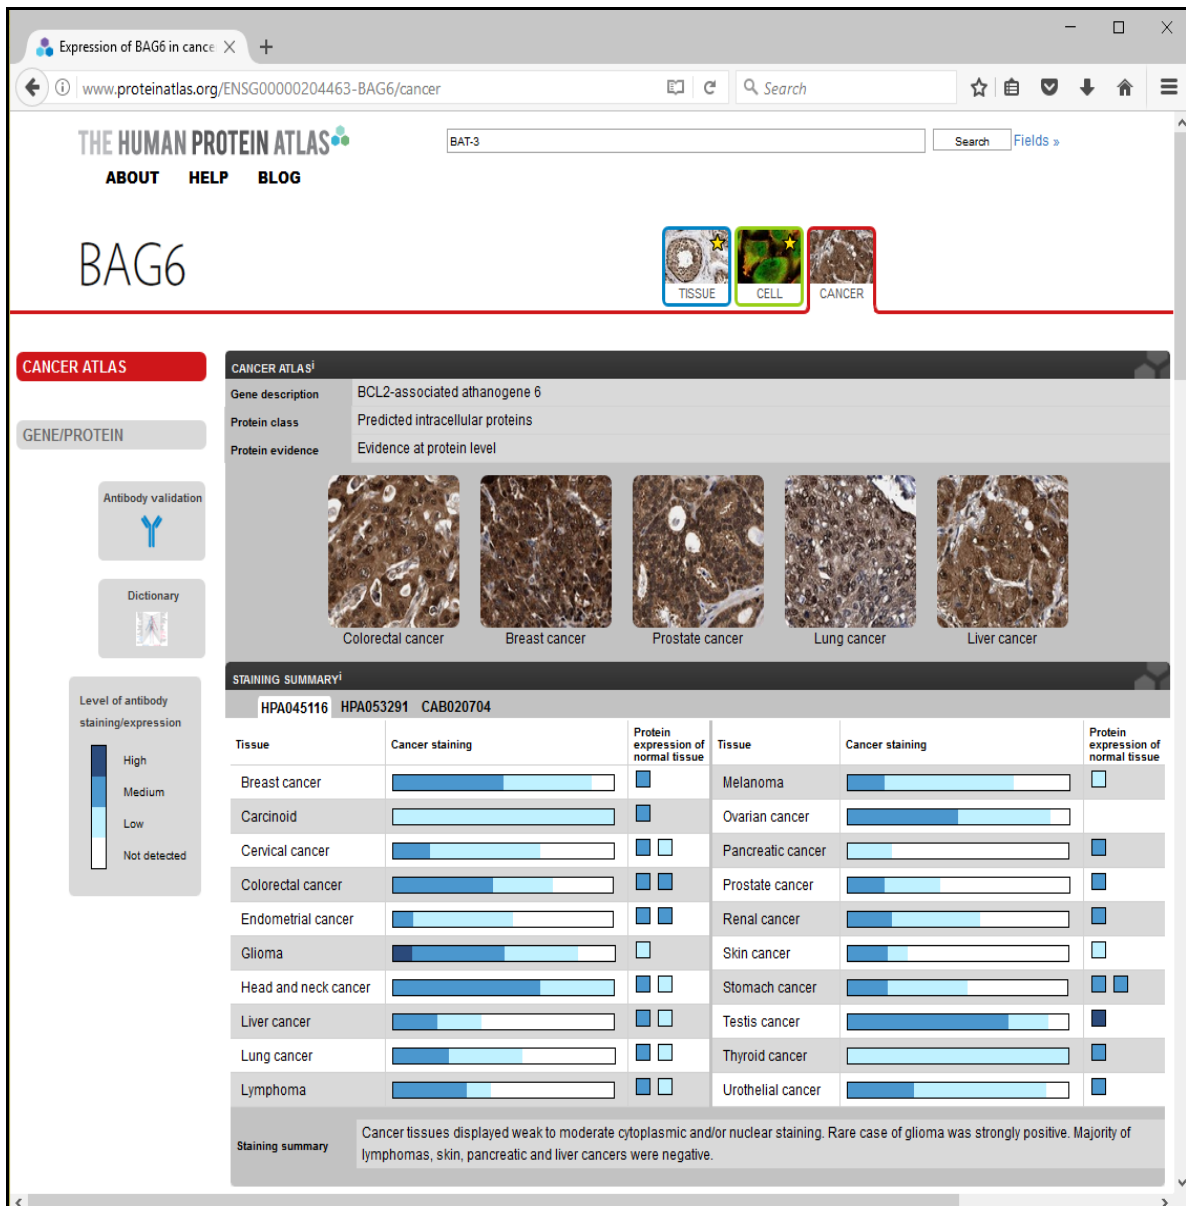 Expression of BAG6 in cance
www.proteinatlas.org/ENSG00000204463-BAG6/cancer
Search
THE HUMAN PROTEIN ATLAS
BAT-3
Search
Fields »
ABOUT HELP BLOG
BAG6
TISSUE
CELL
CANCER
CANCER ATLAS
GENE/PROTEIN
Antibody validation
Dictionary
Level of antibody
staining/expression
High
Medium
Low
Not detected
CANCER ATLASi
Gene description BCL2-associated athanogene 6
Protein class Predicted intracellular proteins
Protein evidence Evidence at protein level
Colorectal cancer Breast cancer Prostate cancer Lung cancer Liver cancer
STAINING SUMMARYi
HPA045116 HPA053291 CAB020704
Tissue Cancer staining Protein expression of normal tissue Tissue Cancer staining Protein expression of normal tissue
Breast cancer Melanoma
Carcinoid Ovarian cancer
Cervical cancer Pancreatic cancer
Colorectal cancer Prostate cancer
Endometrial cancer Renal cancer
Glioma Skin cancer
Head and neck cancer Stomach cancer
Liver cancer Testis cancer
Lung cancer Thyroid cancer
Lymphoma Urothelial cancer
Staining summary
Cancer tissues displayed weak to moderate cytoplasmic and/or nuclear staining. Rare case of glioma was strongly positive. Majority of
lymphomas, skin, pancreatic and liver cancers were negative.